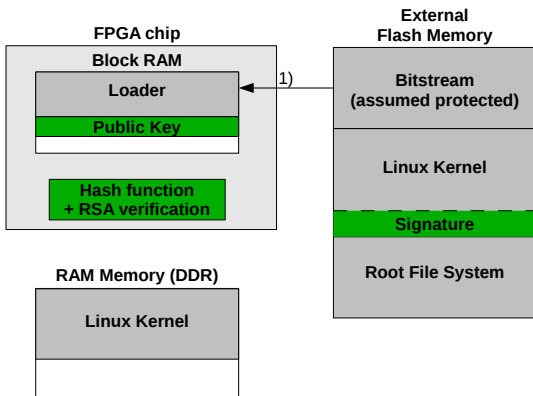 FPGA chip
Block RAM
Loader
Public Key
Hash function
+ RSA verification
1)
External
Flash Memory
Bitstream
(assumed protected)
Linux Kernel
Signature
Root File System
RAM Memory (DDR)
Linux Kernel